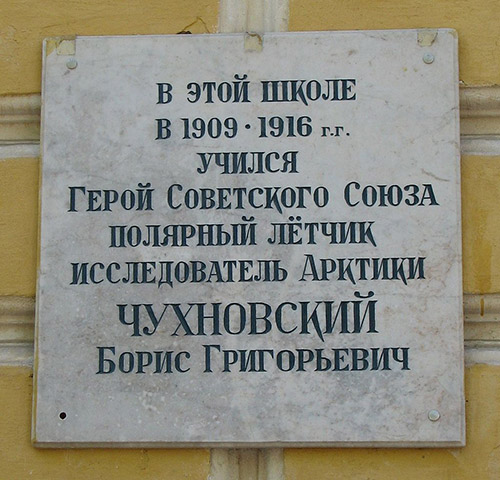 В ЭТОЙ ШКОЛЕ
В 1909 · 1916 г.г.
УЧИЛСЯ
ГЕРОЙ СОВЕТСКОГО СОЮЗА
ПОЛЯРНЫЙ ЛЁТЧИК
ИССЛЕДОВАТЕЛЬ АРКТИКИ
ЧУХНОВСКИЙ
БОРИС ГРИГОРЬЕВИЧ